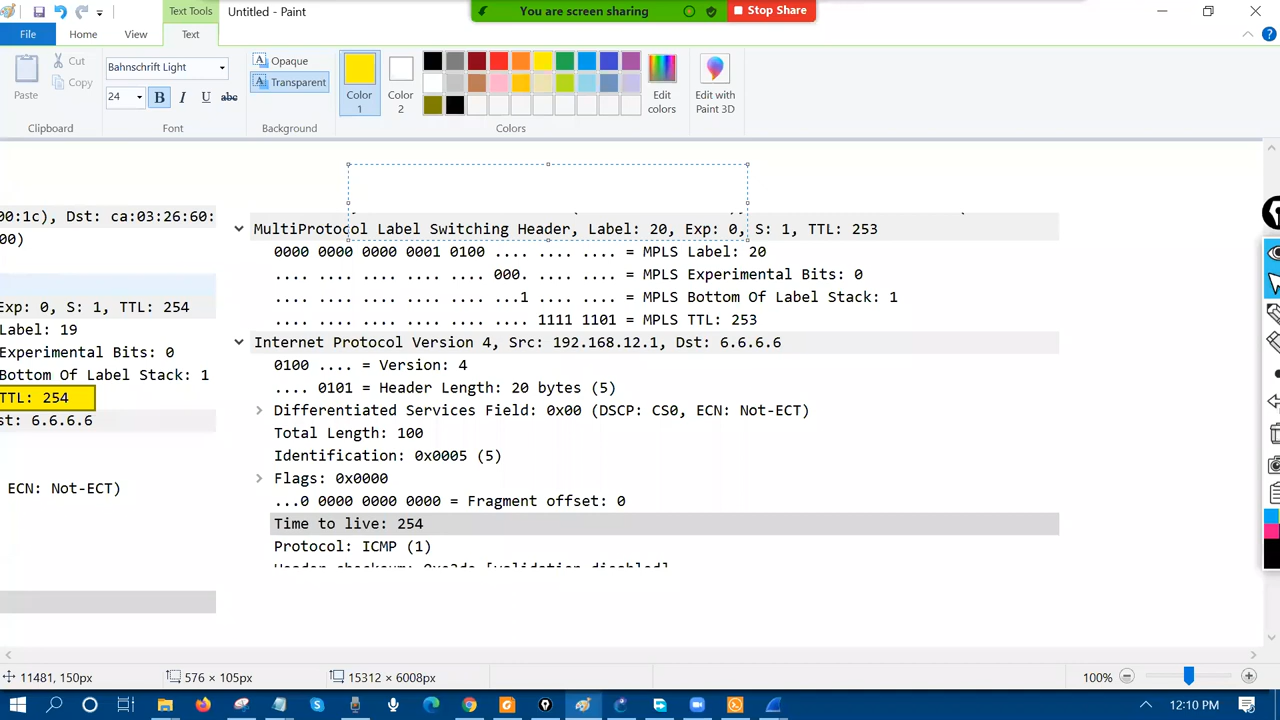 Text Tools
Untitled - Paint
You are screen sharing
Stop Share
File
Home
View
Text
Paste
Cut
Copy
Clipboard
Bahnschrift Light
24
B I U abc
Font
Opaque
Transparent
Background
Color 1
Color 2
Edit colors
Edit with Paint 3D
Colors
00:1c), Dst: ca:03:26:60:
00)
Exp: 0, S: 1, TTL: 254
Label: 19
Experimental Bits: 0
Bottom Of Label Stack: 1
TTL: 254
st: 6.6.6.6
ECN: Not-ECT)
MultiProtocol Label Switching Header, Label: 20, Exp: 0, S: 1, TTL: 253
0000 0000 0000 0001 0100 .... .... .... = MPLS Label: 20
.... .... .... .... .... 000. .... .... = MPLS Experimental Bits: 0
.... .... .... .... .... ...1 .... .... = MPLS Bottom Of Label Stack: 1
.... .... .... .... .... .... 1111 1101 = MPLS TTL: 253
Internet Protocol Version 4, Src: 192.168.12.1, Dst: 6.6.6.6
0100 .... = Version: 4
.... 0101 = Header Length: 20 bytes (5)
Differentiated Services Field: 0x00 (DSCP: CS0, ECN: Not-ECT)
Total Length: 100
Identification: 0x0005 (5)
Flags: 0x0000
...0 0000 0000 0000 = Fragment offset: 0
Time to live: 254
Protocol: ICMP (1)
11481, 150px
576 × 105px
15312 × 6008px
100%
12:10 PM